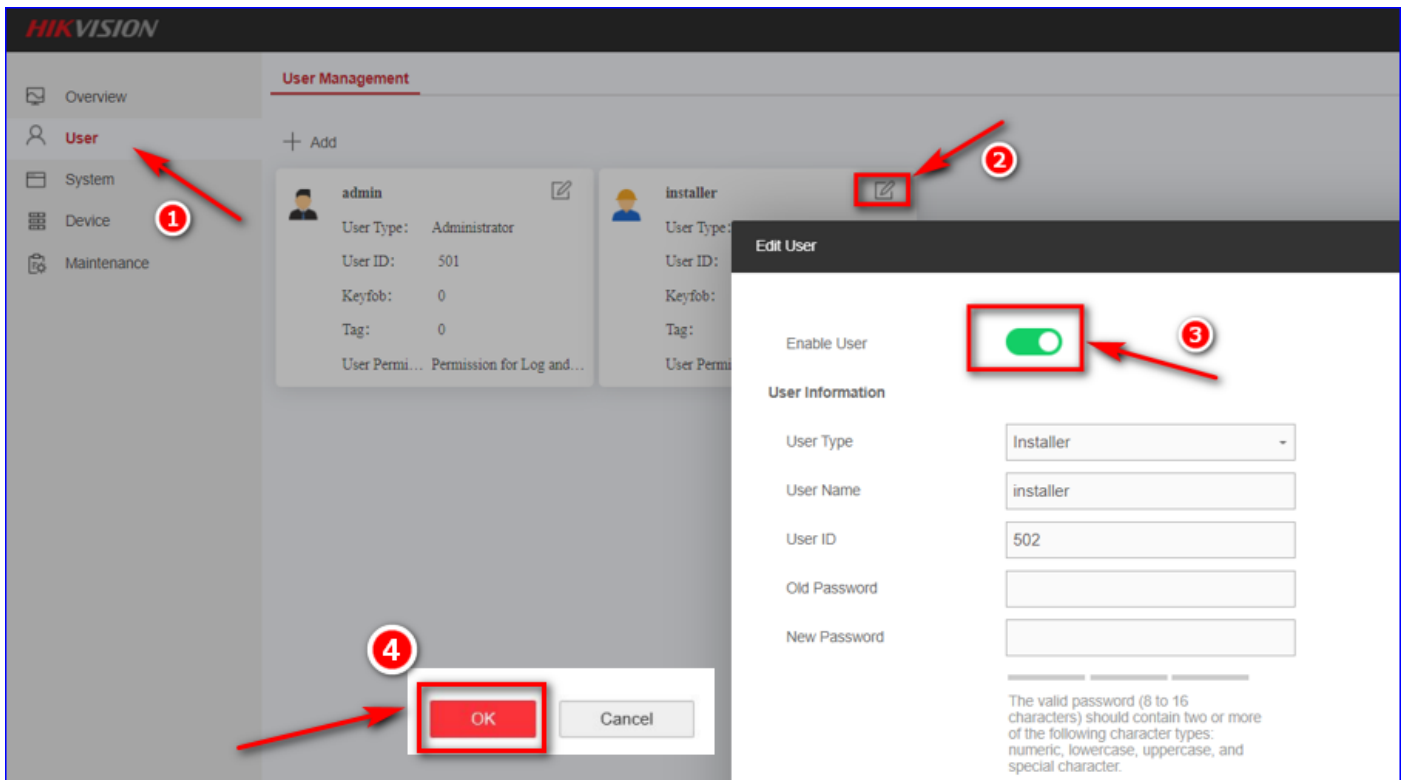 HIKVISION
Overview
User
System
Device
Maintenance
1
User Management
Add
admin
User Type: Administrator
User ID: 501
Keyfob: 0
Tag: 0
User Permi... Permission for Log and...
installer
User Type:
User ID:
Keyfob:
Tag:
User Permi
2
Edit User
Enable User
3
User Information
User Type Installer
User Name installer
User ID 502
Old Password
New Password
The valid password (8 to 16
characters) should contain two or more
of the following character types:
numeric, lowercase, uppercase, and
special character.
4
OK Cancel